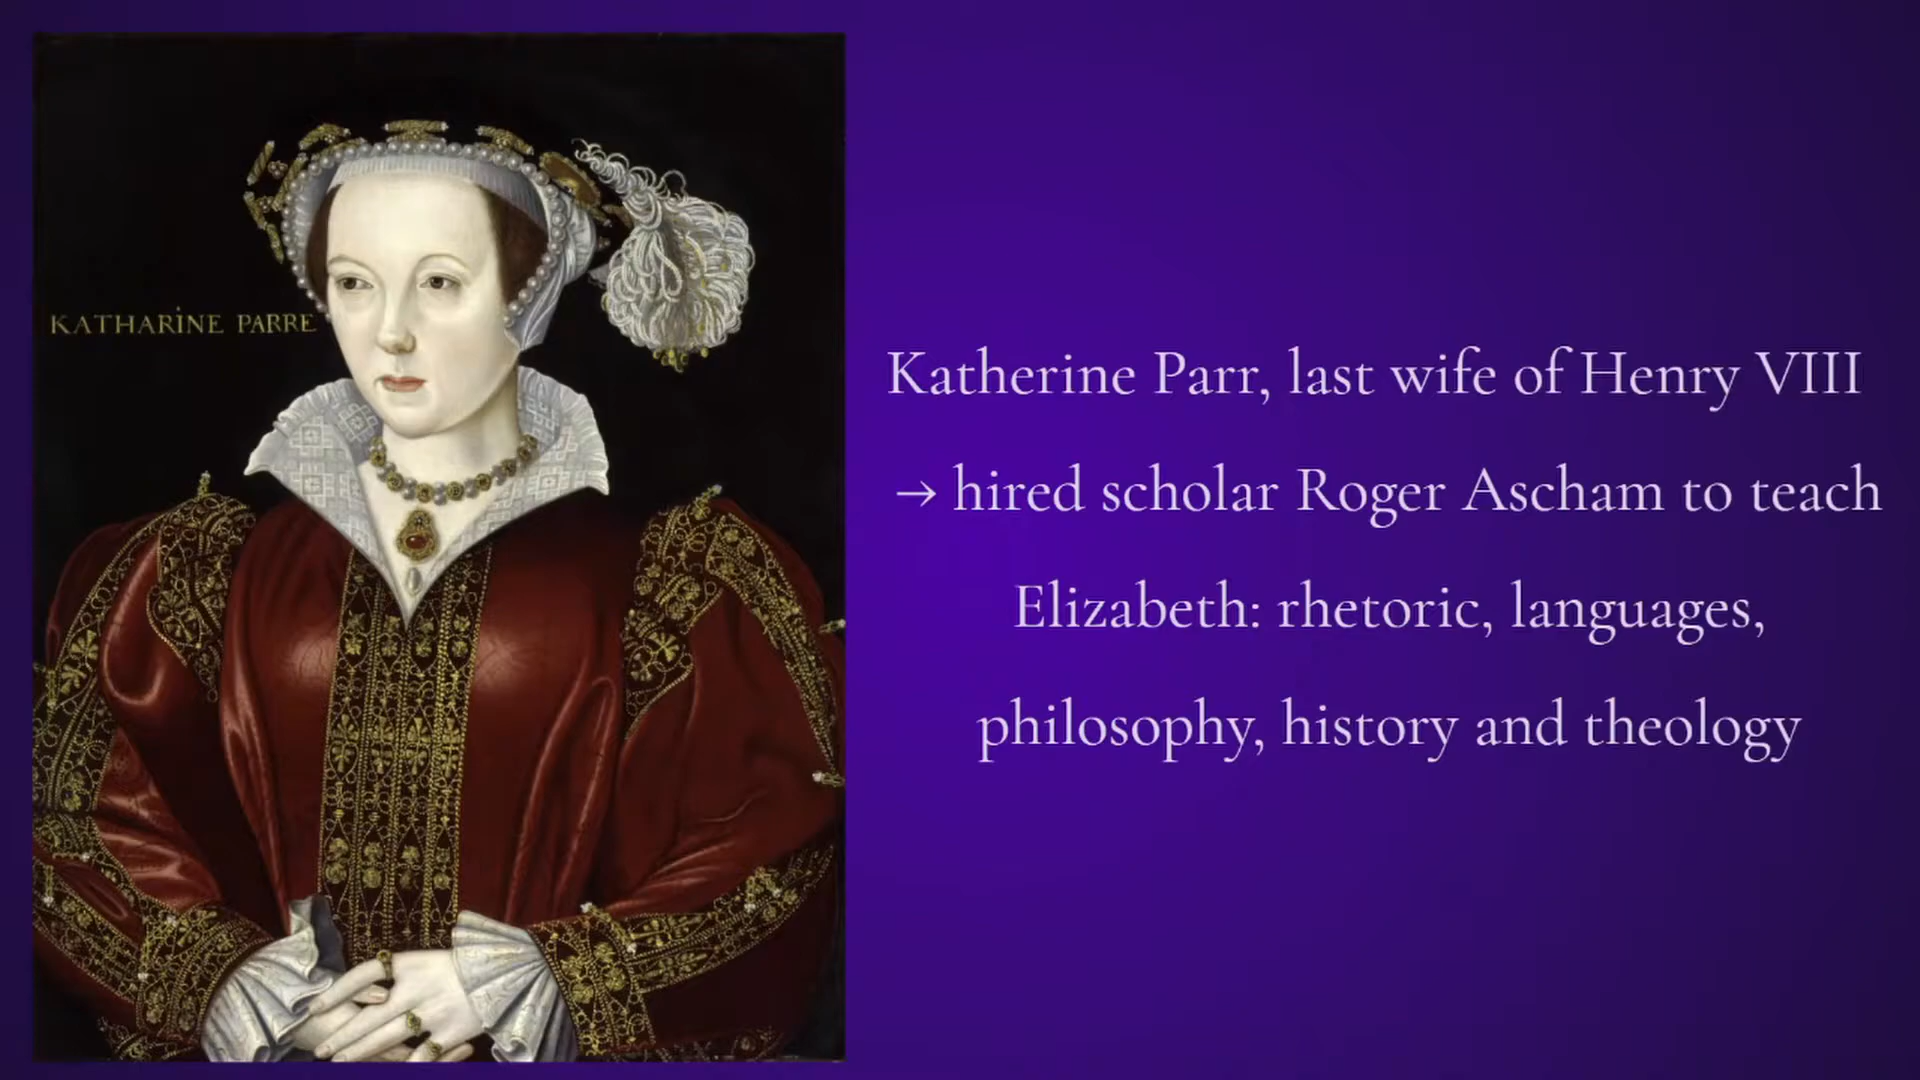 KATHARINE PARRE
Katherine Parr, last wife of Henry VIII
→ hired scholar Roger Ascham to teach
Elizabeth: rhetoric, languages,
philosophy, history and theology